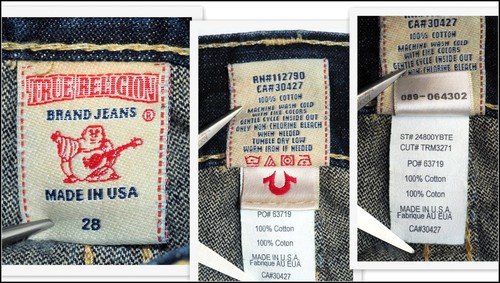 TRUE RELIGION
BRAND JEANS ®
MADE IN USA
28
RN#112790
CA#30427
100% COTTON
MACHINE WASH COLD
WITH LIKE COLORS
GENTLE CYCLE INSIDE OUT
ONLY NON-CHLORINE BLEACH
WHEN NEEDED
TUMBLE DRY LOW
WARM IRON IF NEEDED
PO# 63719
100% Cotton
100% Coton
MADE IN U.S.A
CA#30427
CA#30427
100% COTTON
MACHINE WASH COLD
WITH LIKE COLORS
GENTLE CYCLE INSIDE OUT
NON-CHLORINE BLEACH
089-064302
ST# 24800YBTE
CUT# TRM3271
PO# 63719
100% Cotton
100% Coton
Made in U.S.A
Fabrique AU EUA
CA#30427